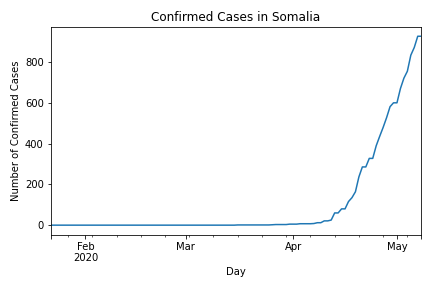 Confirmed Cases in Somalia
Number of Confirmed Cases
800
600
400
200
0
Feb
2020
Mar
Apr
May
Day